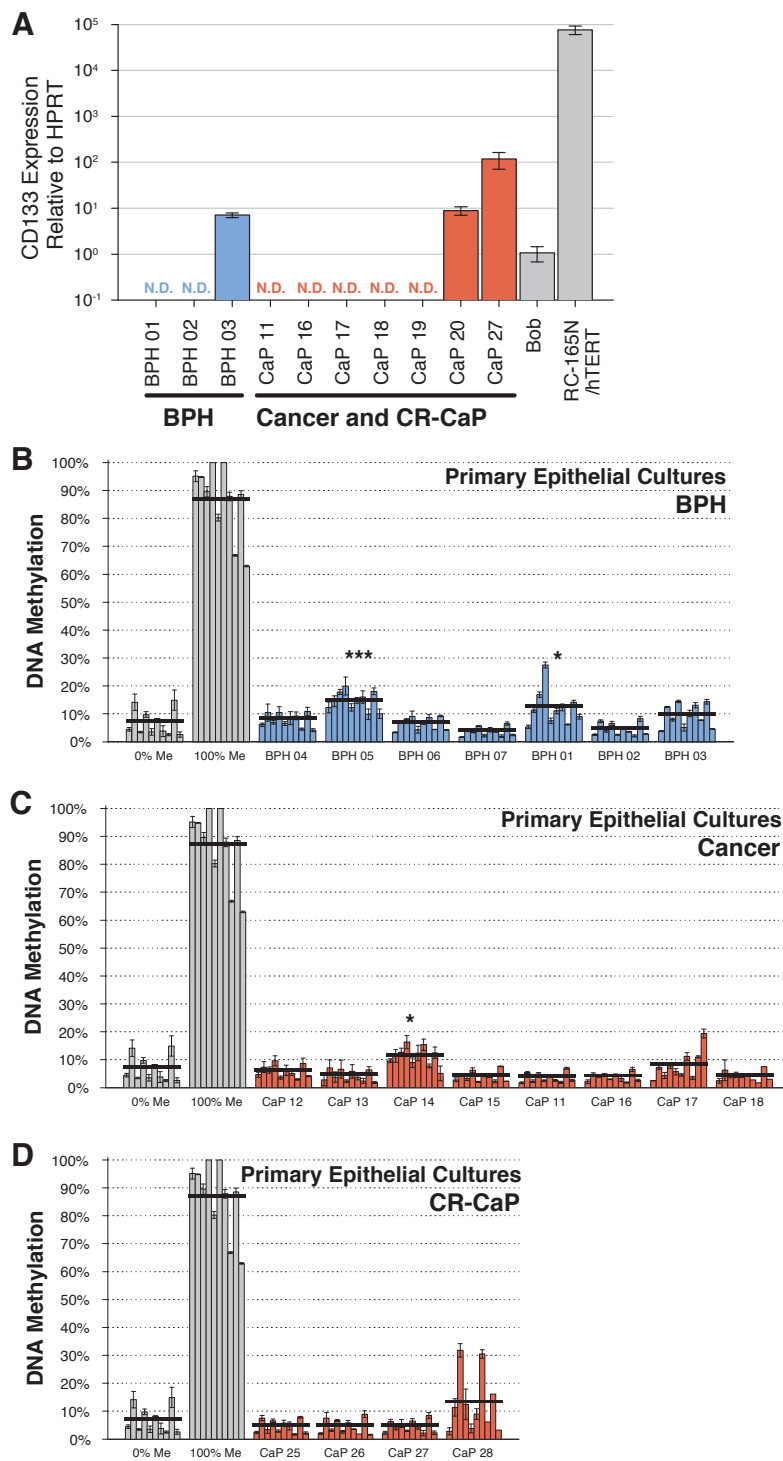 A
CD133 Expression
Relative to HPRT
10⁵
10⁴
10³
10²
10¹
10⁰
10⁻¹
N.D. N.D. N.D. N.D. N.D. N.D. N.D.
BPH 01
BPH 02
BPH 03
CaP 11
CaP 16
CaP 17
CaP 18
CaP 19
CaP 20
CaP 27
Bob
RC-165N
/hTERT
BPH Cancer and CR-CaP
B
Primary Epithelial Cultures
BPH
DNA Methylation
100%
90%
80%
70%
60%
50%
40%
30%
20%
10%
0%
*** *
0% Me 100% Me BPH 04 BPH 05 BPH 06 BPH 07 BPH 01 BPH 02 BPH 03
C
Primary Epithelial Cultures
Cancer
DNA Methylation
100%
90%
80%
70%
60%
50%
40%
30%
20%
10%
0%
*
0% Me 100% Me CaP 12 CaP 13 CaP 14 CaP 15 CaP 11 CaP 16 CaP 17 CaP 18
D
Primary Epithelial Cultures
CR-CaP
DNA Methylation
100%
90%
80%
70%
60%
50%
40%
30%
20%
10%
0%
0% Me 100% Me CaP 25 CaP 26 CaP 27 CaP 28